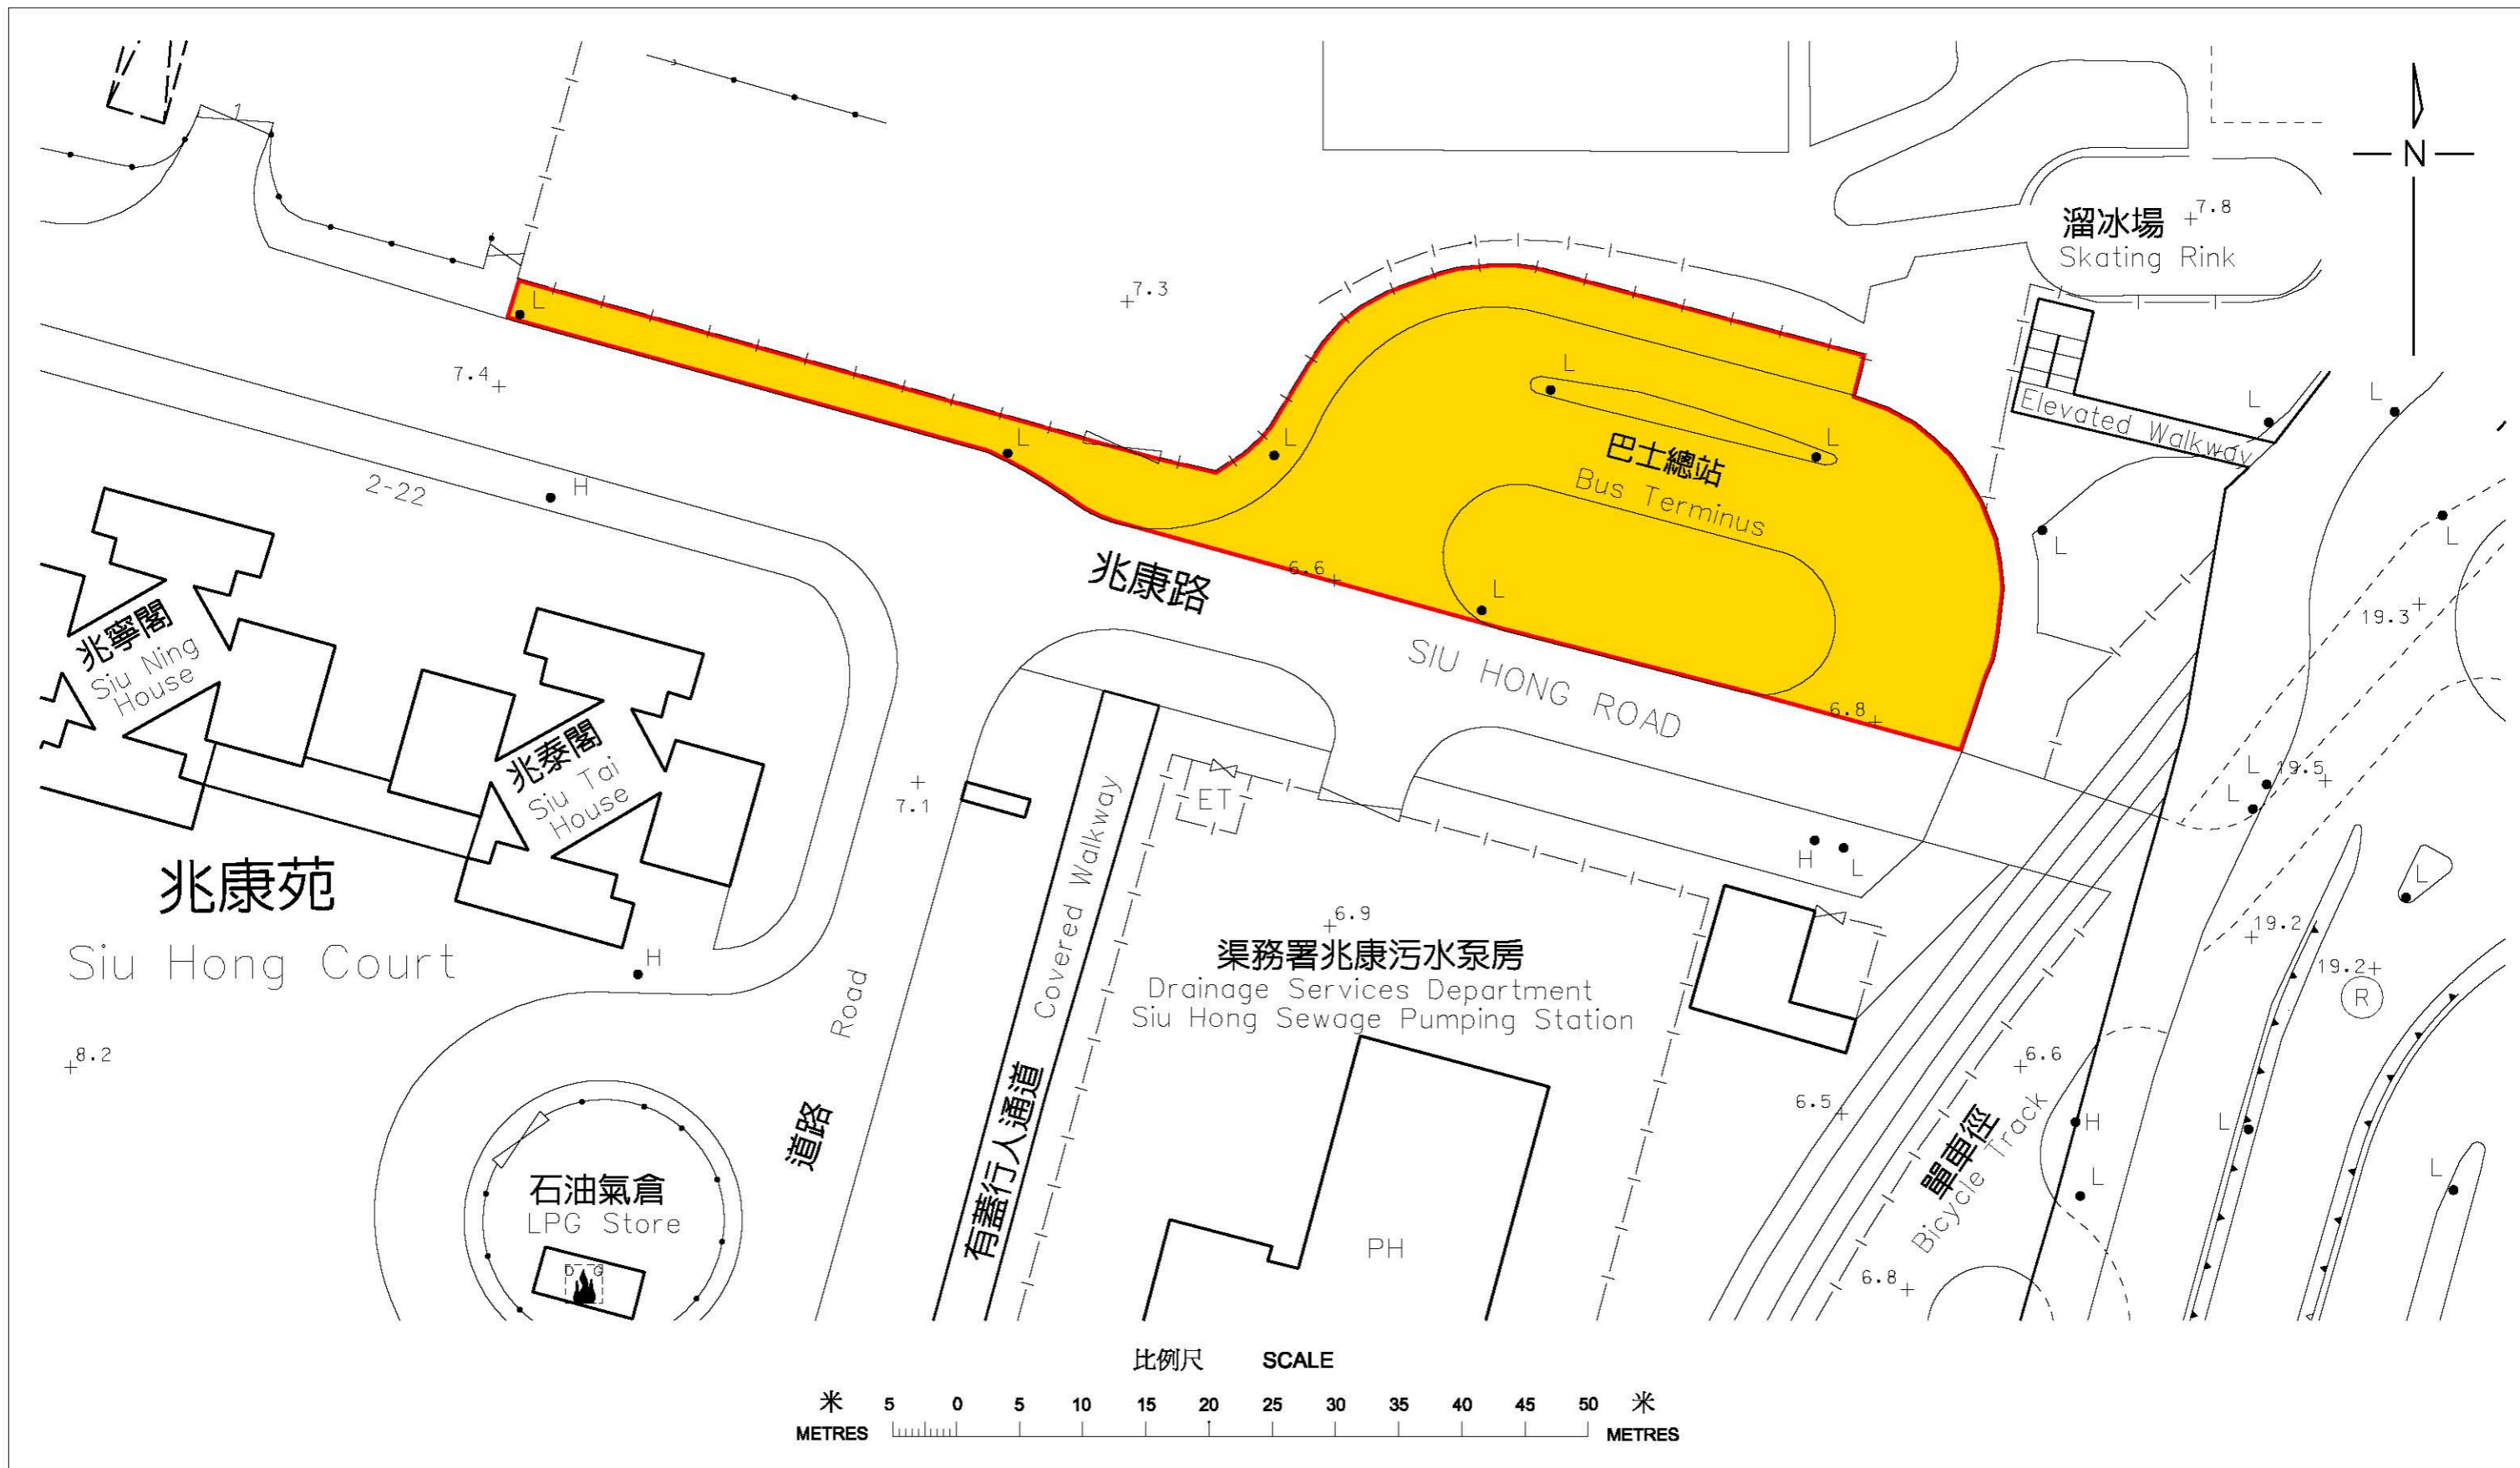 N
溜冰場
+7.8
Skating Rink
L
+7.3
7.4+
L
L
L
L
L
L
L
Elevated Walkway
巴士總站
Bus Terminus
2-22
H
L
L
L
兆康路
6.6+
19.3+
SIU HONG ROAD
6.8+
兆寧閣
Siu Ning
House
兆泰閣
Siu Tai
House
+
7.1
ET
L
19.5+
L
H
L
L
兆康苑
Siu Hong Court
H
Road
道路
Covered Walkway
有蓋行人通道
+6.9
渠務署兆康污水泵房
Drainage Services Department
Siu Hong Sewage Pumping Station
+19.2
19.2+
R
+8.2
+6.6
6.5+
H
L
L
L
單車徑
Bicycle Track
石油氣倉
LPG Store
D G
PH
6.8+
比例尺 SCALE
米 5 0 5 10 15 20 25 30 35 40 45 50 米
METRES METRES